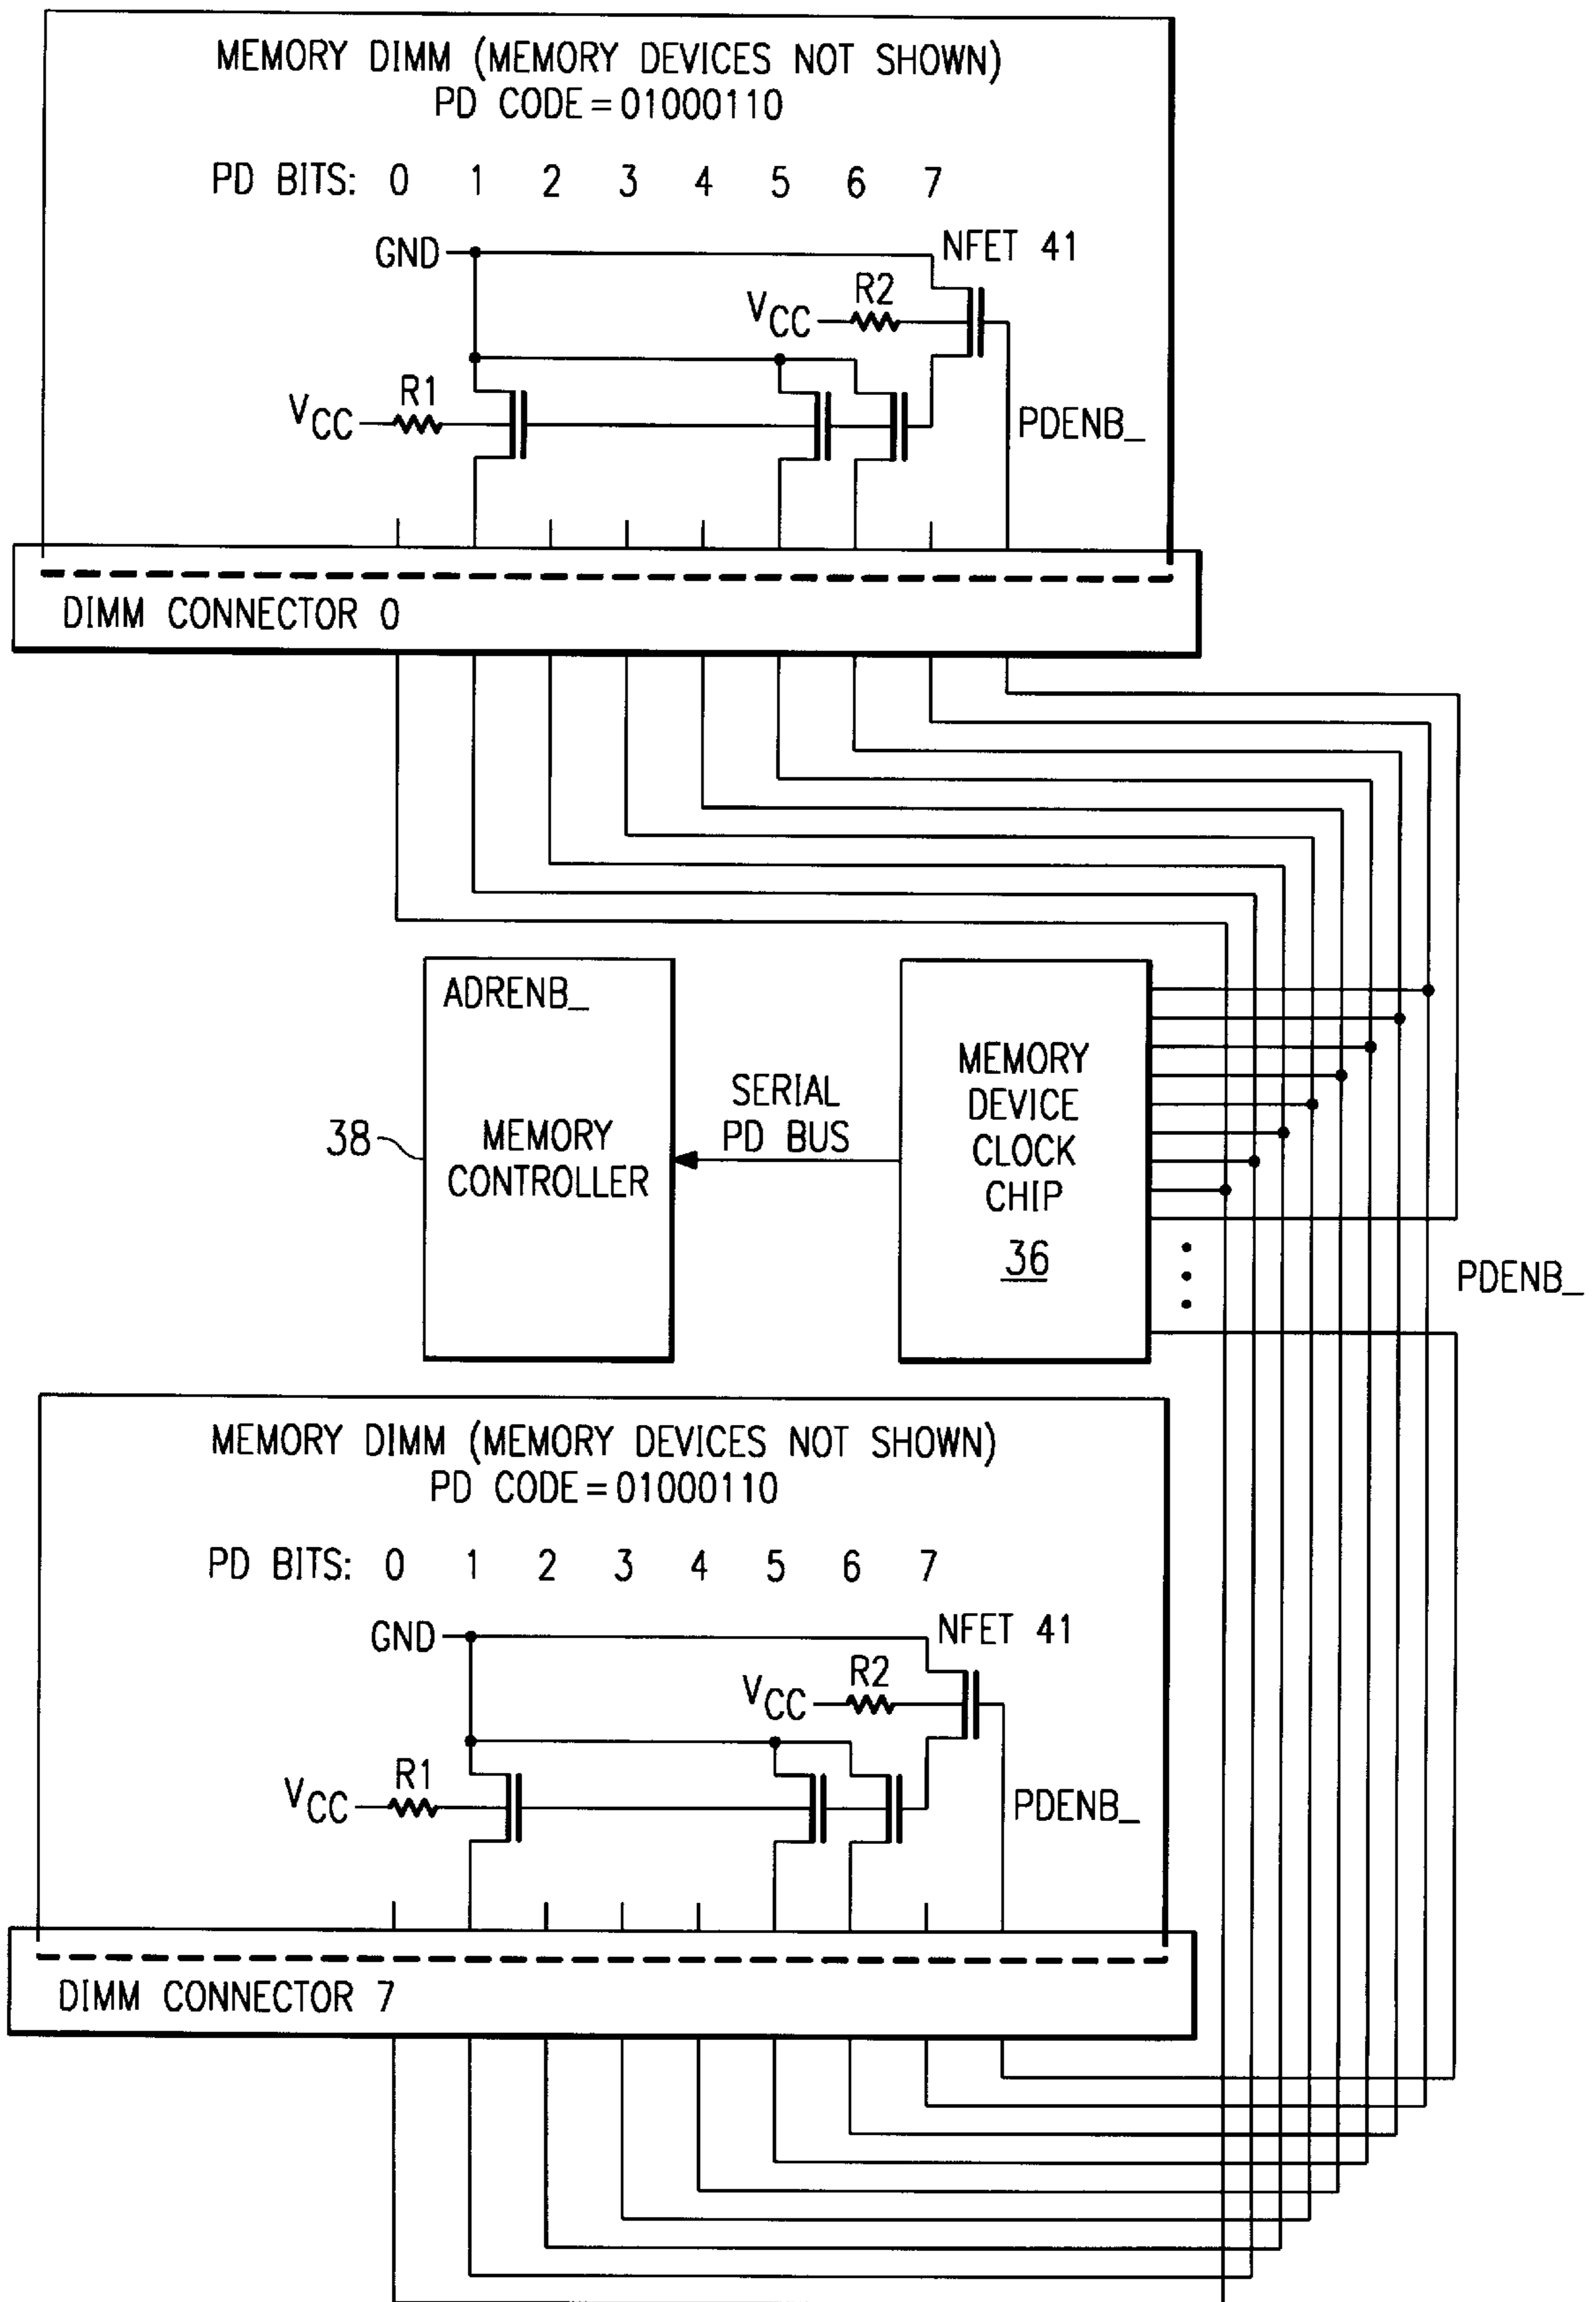 MEMORY DIMM (MEMORY DEVICES NOT SHOWN)
PD CODE=01000110
PD BITS: 0 1 2 3 4 5 6 7
GND
NFET 41
R2
VCC
R1
VCC
PDENB_
DIMM CONNECTOR 0
ADRENB_
MEMORY
CONTROLLER
38
SERIAL
PD BUS
MEMORY
DEVICE
CLOCK
CHIP
36
PDENB_
MEMORY DIMM (MEMORY DEVICES NOT SHOWN)
PD CODE=01000110
PD BITS: 0 1 2 3 4 5 6 7
GND
NFET 41
R2
VCC
R1
VCC
PDENB_
DIMM CONNECTOR 7